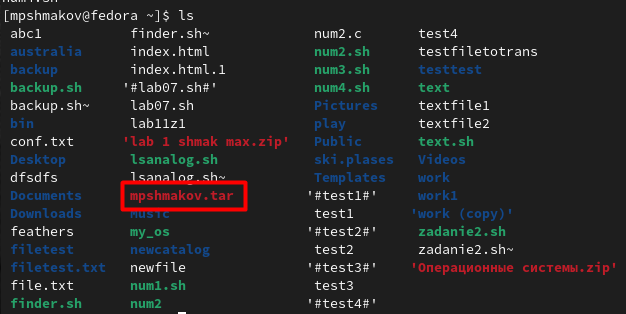 [mpshmakov@fedora ~]$ ls
abc1 finder.sh~ num2.c test4
australia index.html num2.sh testfiletotrans
backup index.html.1 num3.sh testtest
backup.sh '#lab07.sh#' num4.sh text
backup.sh~ lab07.sh Pictures textfile1
bin lab11z1 play textfile2
conf.txt 'lab 1 shmak max.zip' Public text.sh
Desktop lsanalog.sh ski.plases Videos
dfsdfs lsanalog.sh~ Templates work
Documents mpshmakov.tar '#test1#' work1
Downloads Music test1 'work (copy)'
feathers my_os '#test2#' zadanie2.sh
filetest newcatalog test2 zadanie2.sh~
filetest.txt newfile '#test3#' 'Операционные системы.zip'
file.txt num1.sh test3
finder.sh num2 '#test4#'